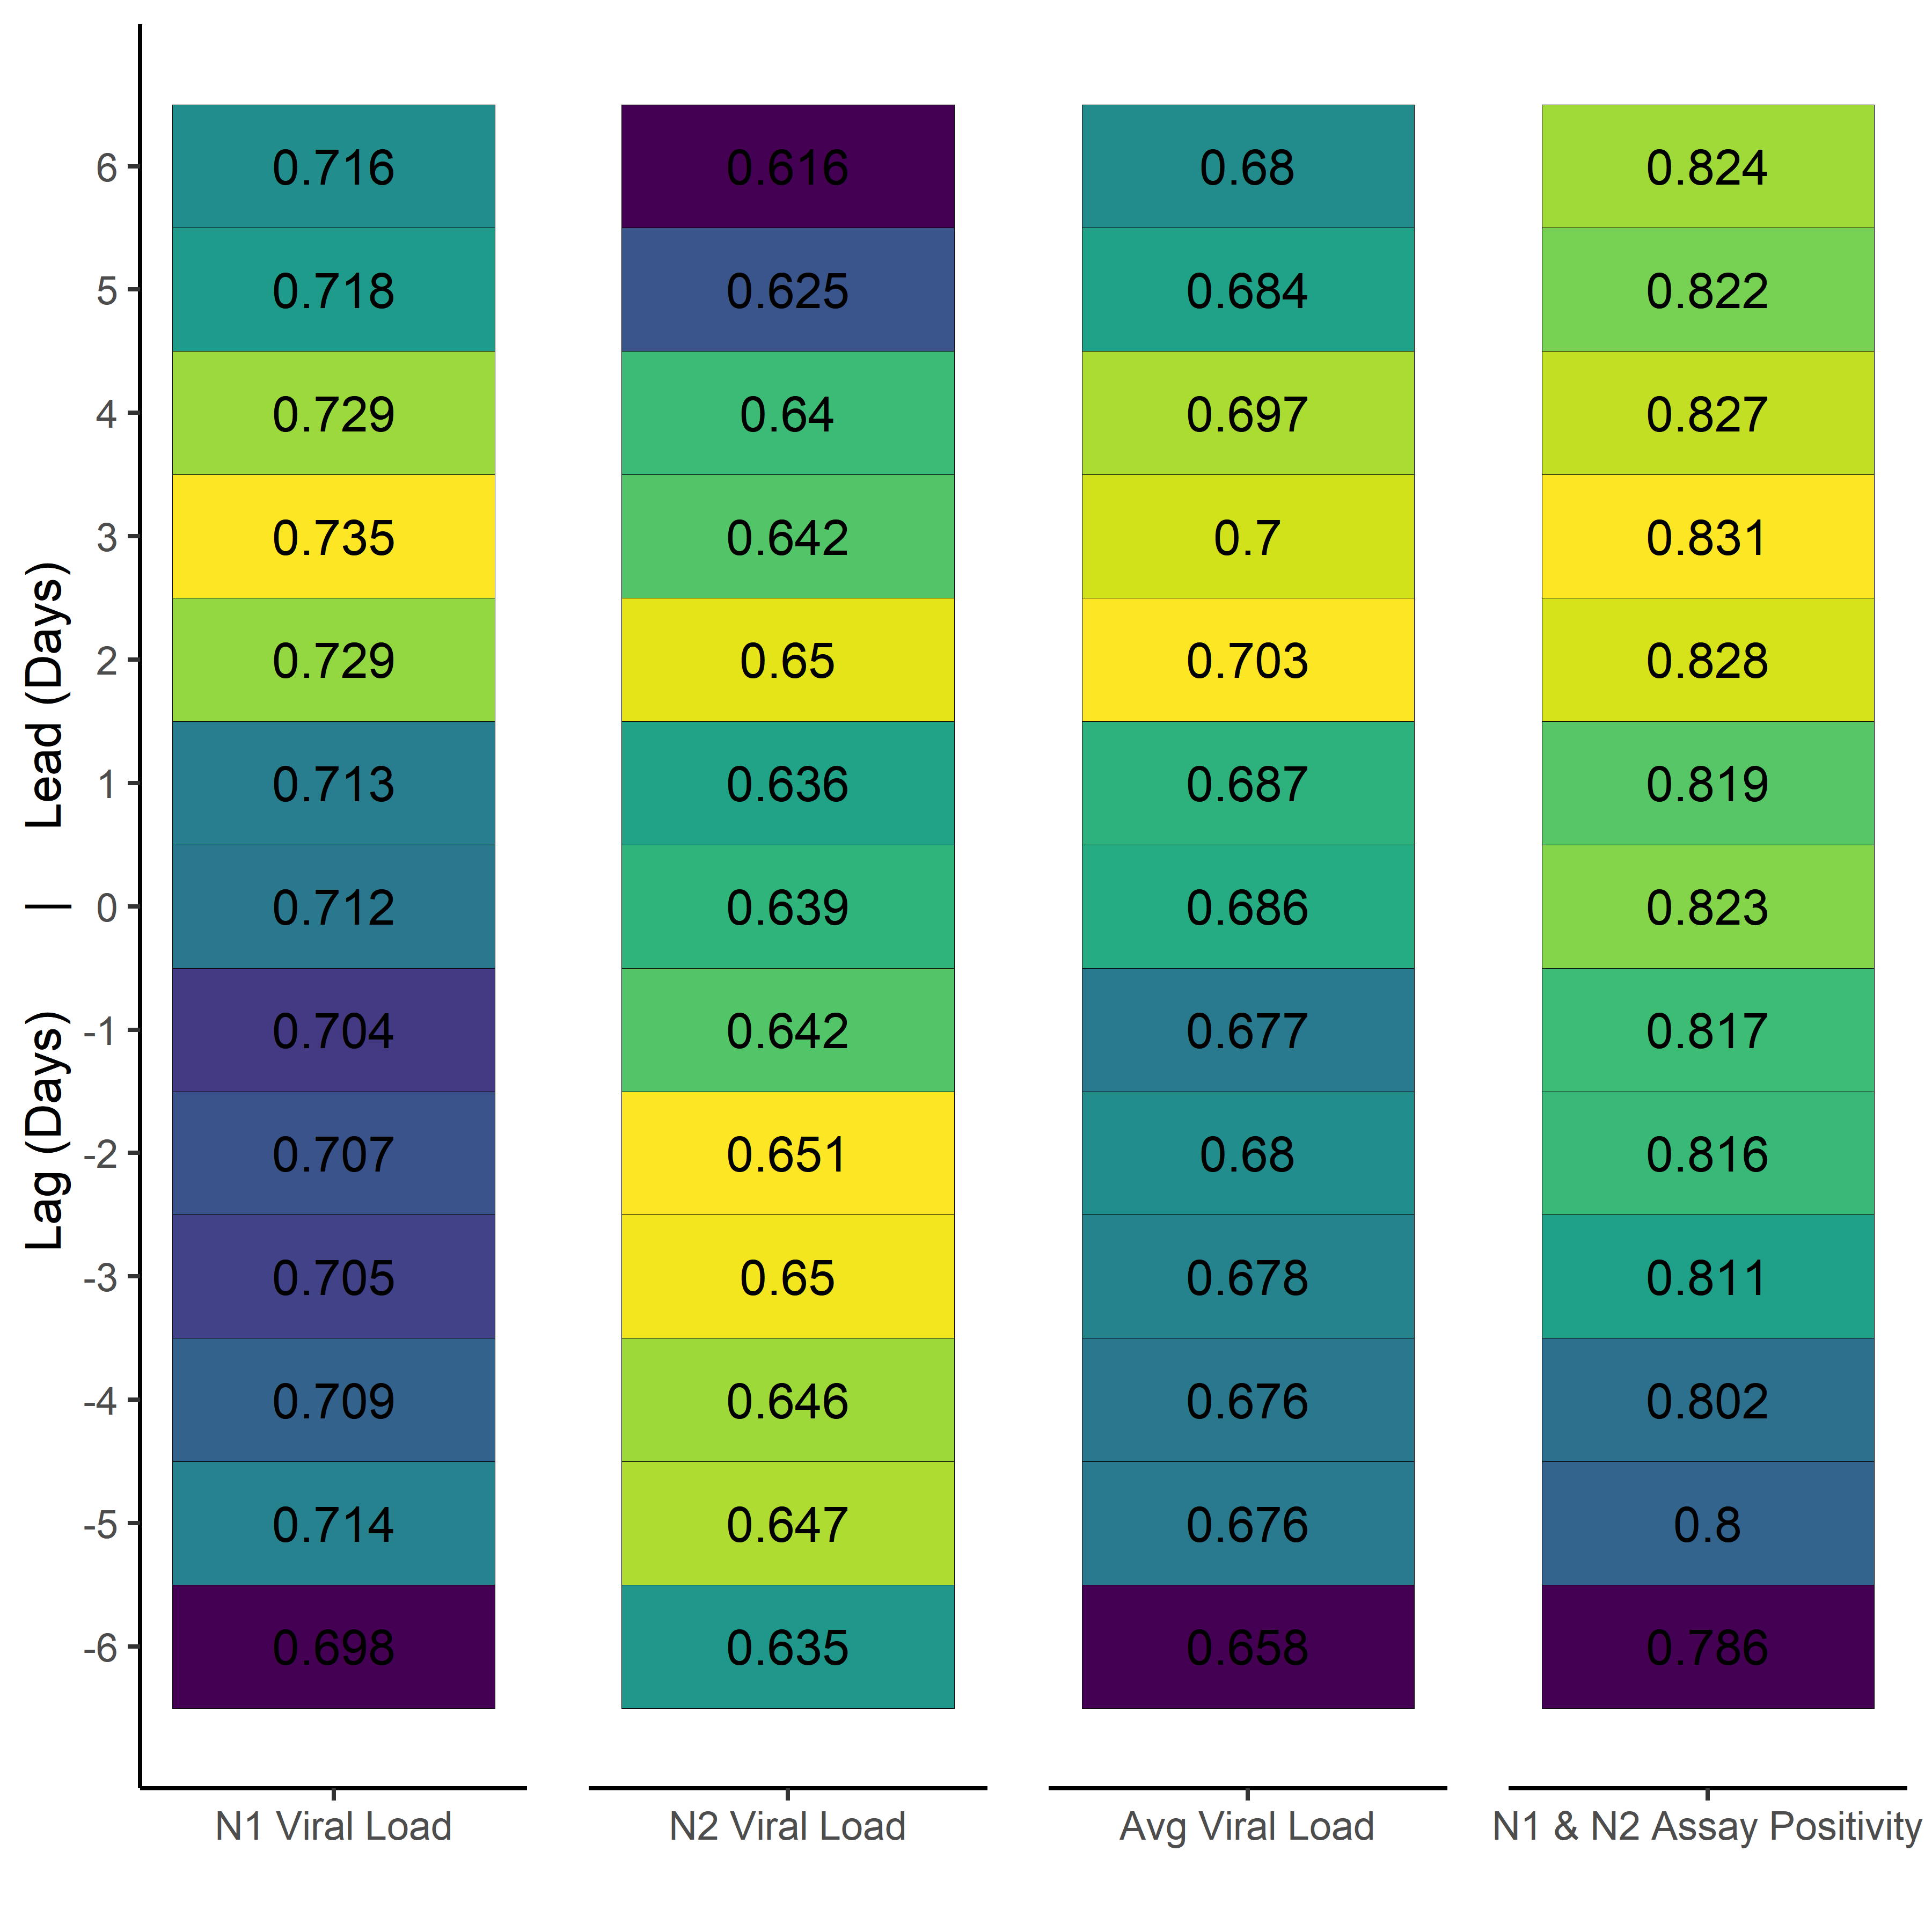 Lag (Days) | Lead (Days)
6 0.716 0.616 0.68 0.824
5 0.718 0.625 0.684 0.822
4 0.729 0.64 0.697 0.827
3 0.735 0.642 0.7 0.831
2 0.729 0.65 0.703 0.828
1 0.713 0.636 0.687 0.819
0 0.712 0.639 0.686 0.823
-1 0.704 0.642 0.677 0.817
-2 0.707 0.651 0.68 0.816
-3 0.705 0.65 0.678 0.811
-4 0.709 0.646 0.676 0.802
-5 0.714 0.647 0.676 0.8
-6 0.698 0.635 0.658 0.786
N1 Viral Load N2 Viral Load Avg Viral Load N1 & N2 Assay Positivity